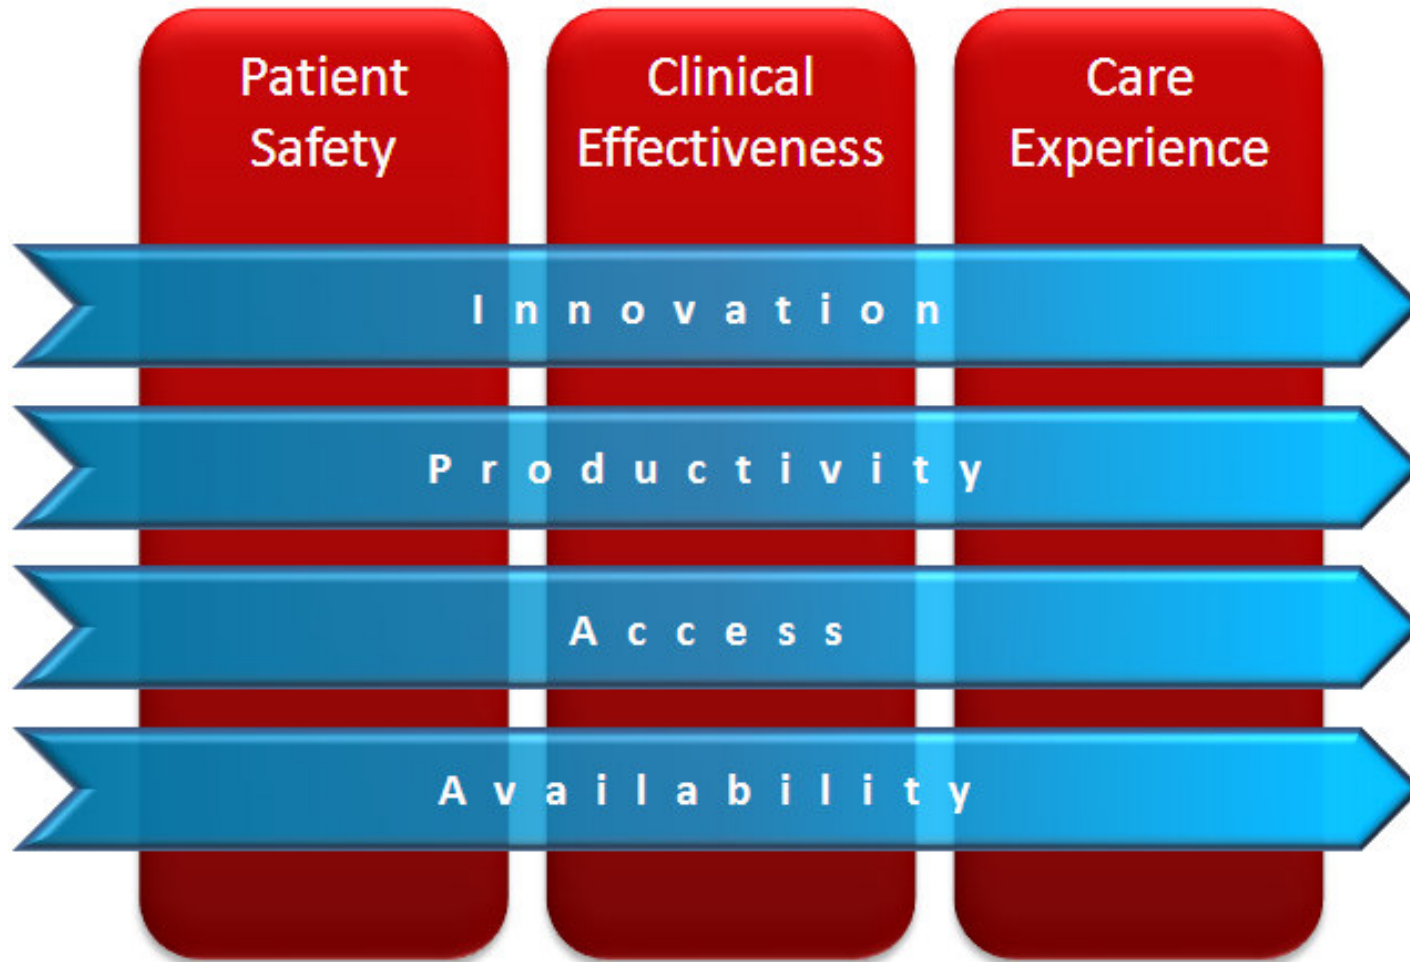 Patient
Safety
Clinical
Effectiveness
Care
Experience
Innovation
Productivity
Access
Availability